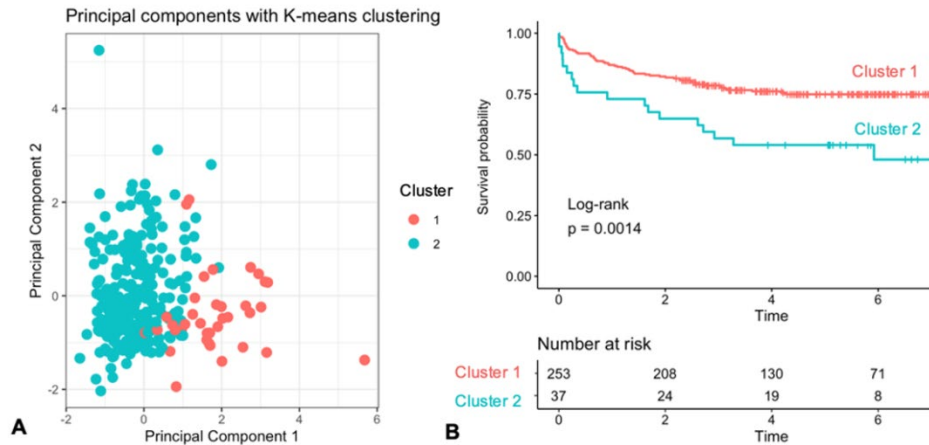 Principal components with K-means clustering
Principal Component 2
4
2
0
-2
-2
0
2
4
6
Principal Component 1
Cluster
1
2
A
Survival probability
1.00
0.75
0.50
0.25
0.00
Cluster 1
Cluster 2
Log-rank
p = 0.0014
0
2
4
6
Time
Number at risk
Cluster 1 253 208 130 71
Cluster 2 37 24 19 8
0 2 4 6
Time
B